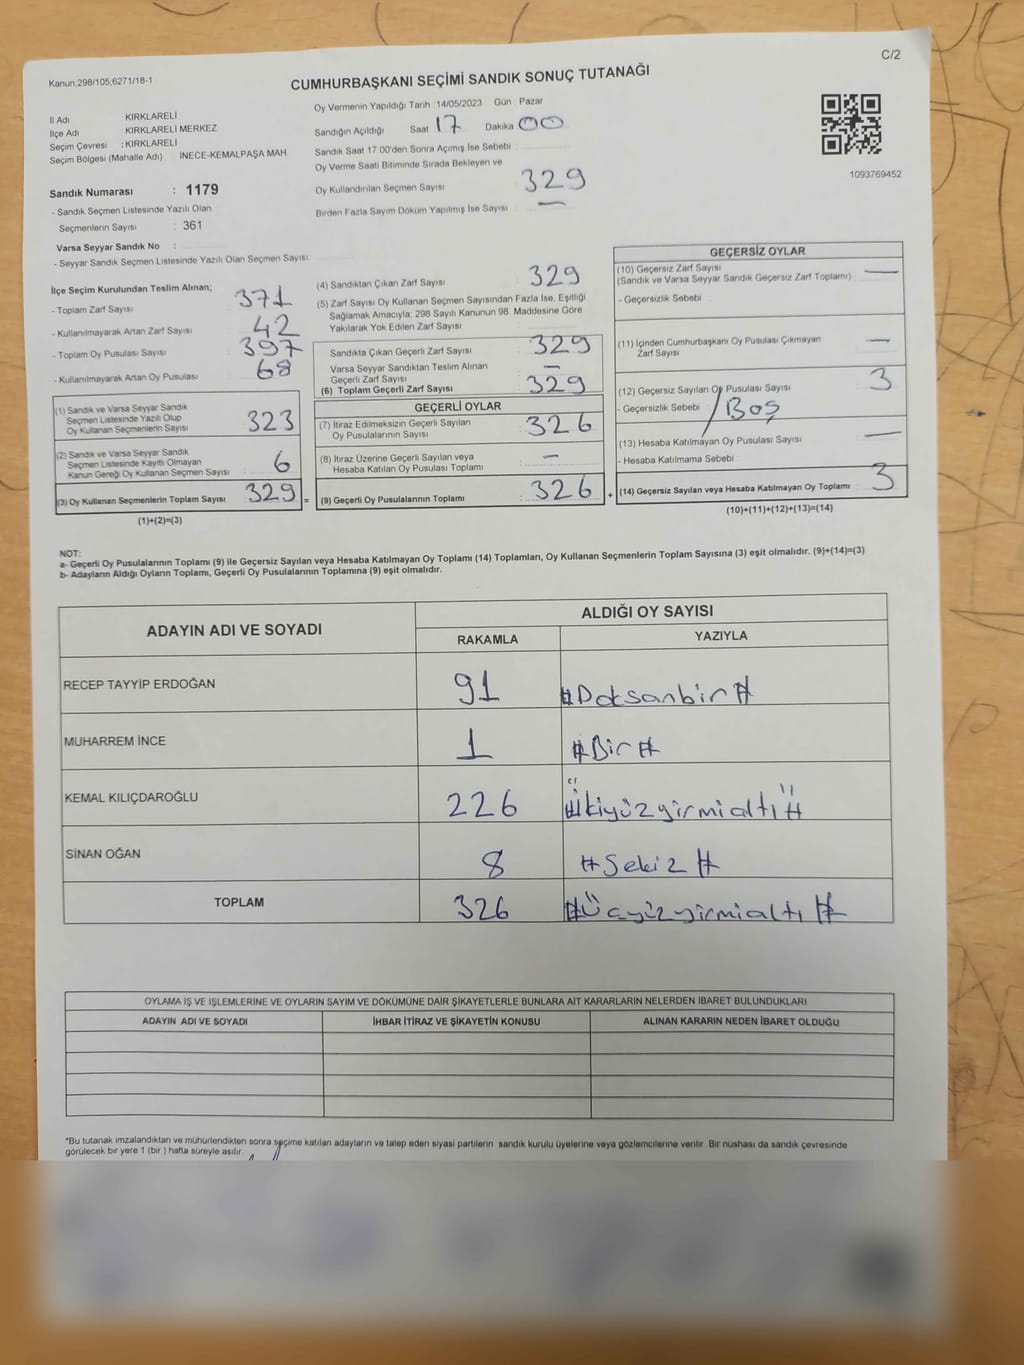 C/2
Kanun,298/105,6271/18-1
CUMHURBAŞKANI SEÇİMİ SANDIK SONUÇ TUTANAĞI
İl Adı KIRKLARELİ
İlçe Adı KIRKLARELİ MERKEZ
Seçim Çevresi : KIRKLARELİ
Seçim Bölgesi (Mahalle Adı) : İNECE-KEMALPAŞA MAH
Sandık Numarası : 1179
- Sandık Seçmen Listesinde Yazılı Olan
Seçmenlerin Sayısı : 361
Varsa Seyyar Sandık No :
- Seyyar Sandık Seçmen Listesinde Yazılı Olan Seçmen Sayısı:
Oy Vermenin Yapıldığı Tarih 14/05/2023 Gün Pazar
Sandığın Açıldığı Saat 17 Dakika 00
Sandık Saat 17:00'den Sonra Açımış İse Sebebi :
Oy Verme Saati Bitiminde Sırada Bekleyen ve
Oy Kullandırılan Seçmen Sayısı 329
Birden Fazla Sayım Döküm Yapılmış İse Sayısı : —
1093769452
İlçe Seçim Kurulundan Teslim Alınan;
- Toplam Zarf Sayısı 371
- Kullanılmayarak Artan Zarf Sayısı 42
- Toplam Oy Pusulası Sayısı 397
- Kullanılmayarak Artan Oy Pusulası 68
(1) Sandık ve Varsa Seyyar Sandık
Seçmen Listesinde Yazılı Olup
Oy Kullanan Seçmenlerin Sayısı 323
(2) Sandık ve Varsa Seyyar Sandık
Seçmen Listesinde Kayıtlı Olmayan
Kanun Gereği Oy Kullanan Seçmen Sayısı 6
(3) Oy Kullanan Seçmenlerin Toplam Sayısı 329 =
(1)+(2)=(3)
(4) Sandıktan Çıkan Zarf Sayısı 329
(5) Zarf Sayısı Oy Kullanan Seçmen Sayısından Fazla İse, Eşitliği
Sağlamak Amacıyla; 298 Sayılı Kanunun 98. Maddesine Göre
Yakılarak Yok Edilen Zarf Sayısı
Sandıkta Çıkan Geçerli Zarf Sayısı 329
Varsa Seyyar Sandıktan Teslim Alınan
Geçerli Zarf Sayısı —
(6) Toplam Geçerli Zarf Sayısı 329
GEÇERLİ OYLAR
(7) İtiraz Edilmeksizin Geçerli Sayılan
Oy Pusulalarının Sayısı 326
(8) İtiraz Üzerine Geçerli Sayılan veya
Hesaba Katılan Oy Pusulası Toplamı —
(9) Geçerli Oy Pusulalarının Toplamı 326 +
GEÇERSİZ OYLAR
(10) Geçersiz Zarf Sayısı —
(Sandık ve Varsa Seyyar Sandık Geçersiz Zarf Toplamı) :
- Geçersizlik Sebebi :
(11) İçinden Cumhurbaşkanı Oy Pusulası Çıkmayan —
Zarf Sayısı
(12) Geçersiz Sayılan Oy Pusulası Sayısı 3
- Geçersizlik Sebebi / Boş
(13) Hesaba Katılmayan Oy Pusulası Sayısı —
- Hesaba Katılmama Sebebi :
(14) Geçersiz Sayılan veya Hesaba Katılmayan Oy Toplamı 3
(10)+(11)+(12)+(13)=(14)
NOT:
a- Geçerli Oy Pusulalarının Toplamı (9) ile Geçersiz Sayılan veya Hesaba Katılmayan Oy Toplamı (14) Toplamları, Oy Kullanan Seçmenlerin Toplam Sayısına (3) eşit olmalıdır. (9)+(14)=(3)
b- Adayların Aldığı Oyların Toplamı, Geçerli Oy Pusulalarının Toplamına (9) eşit olmalıdır.
ADAYIN ADI VE SOYADI
ALDIĞI OY SAYISI
RAKAMLA YAZIYLA
RECEP TAYYİP ERDOĞAN 91 #Doksanbir#
MUHARREM İNCE 1 #Bir#
KEMAL KILIÇDAROĞLU 226 #İkiyüzyirmialtı#
SİNAN OĞAN 8 #Sekiz#
TOPLAM 326 #Üçyüzyirmialtı#
OYLAMA İŞ VE İŞLEMLERİNE VE OYLARIN SAYIM VE DÖKÜMÜNE DAİR ŞİKAYETLERLE BUNLARA AİT KARARLARIN NELERDEN İBARET BULUNDUKLARI
ADAYIN ADI VE SOYADI İHBAR İTİRAZ VE ŞİKAYETİN KONUSU ALINAN KARARIN NEDEN İBARET OLDUĞU
*Bu tutanak imzalandıktan ve mühürlendikten sonra seçime katılan adayların ve talep eden siyasi partilerin sandık kurulu üyelerine veya gözlemcilerine verilir. Bir nüshası da sandık çevresinde
görülecek bir yere 1 (bir ) hafta süreyle asılır.